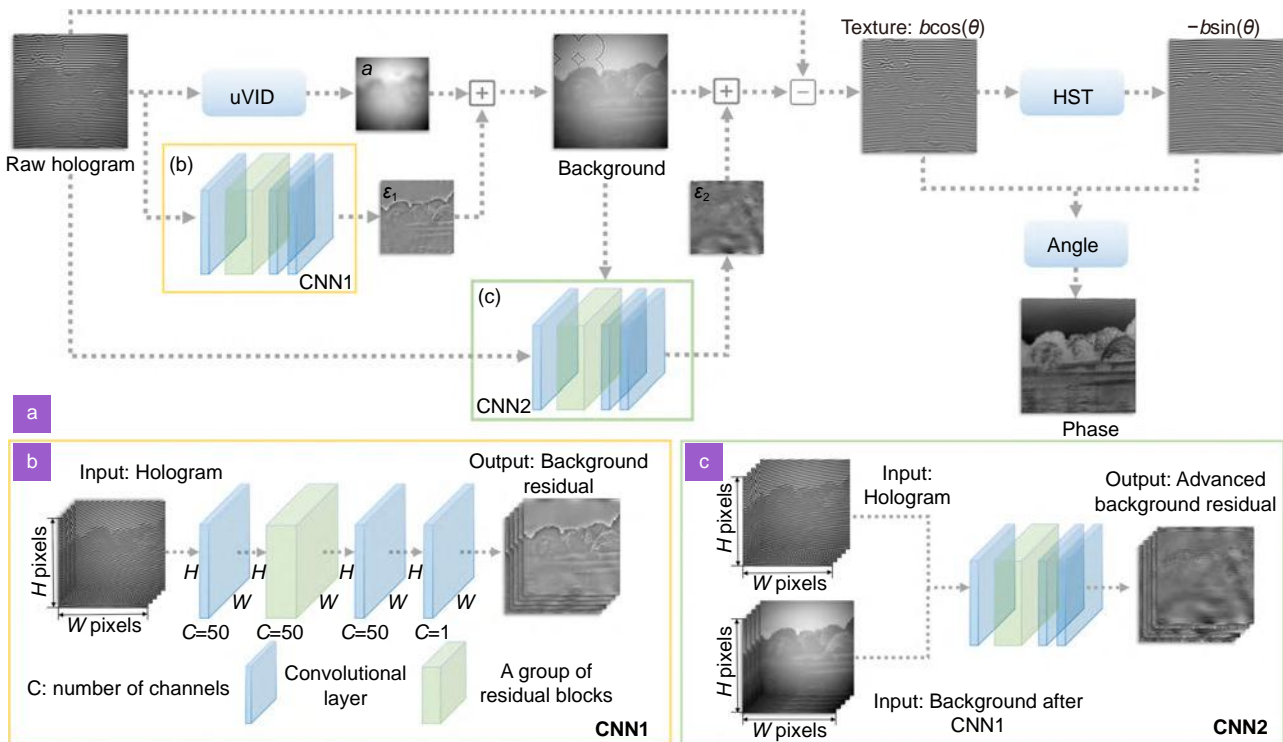 Texture: bcos(θ)
−bsin(θ)
a
uVID
+
+
−
HST
Raw hologram
(b)
Background
ε1
ε2
CNN1
Angle
(c)
CNN2
Phase
a
b
Input: Hologram
Output: Background
residual
H pixels
W pixels
H
W
H
W
H
W
H
W
C=50
C=50
C=50
C=1
C: number of channels
Convolutional
layer
A group of
residual blocks
CNN1
c
Input:
Hologram
Output: Advanced
background residual
H pixels
W pixels
H pixels
W pixels
Input: Background after
CNN1
CNN2